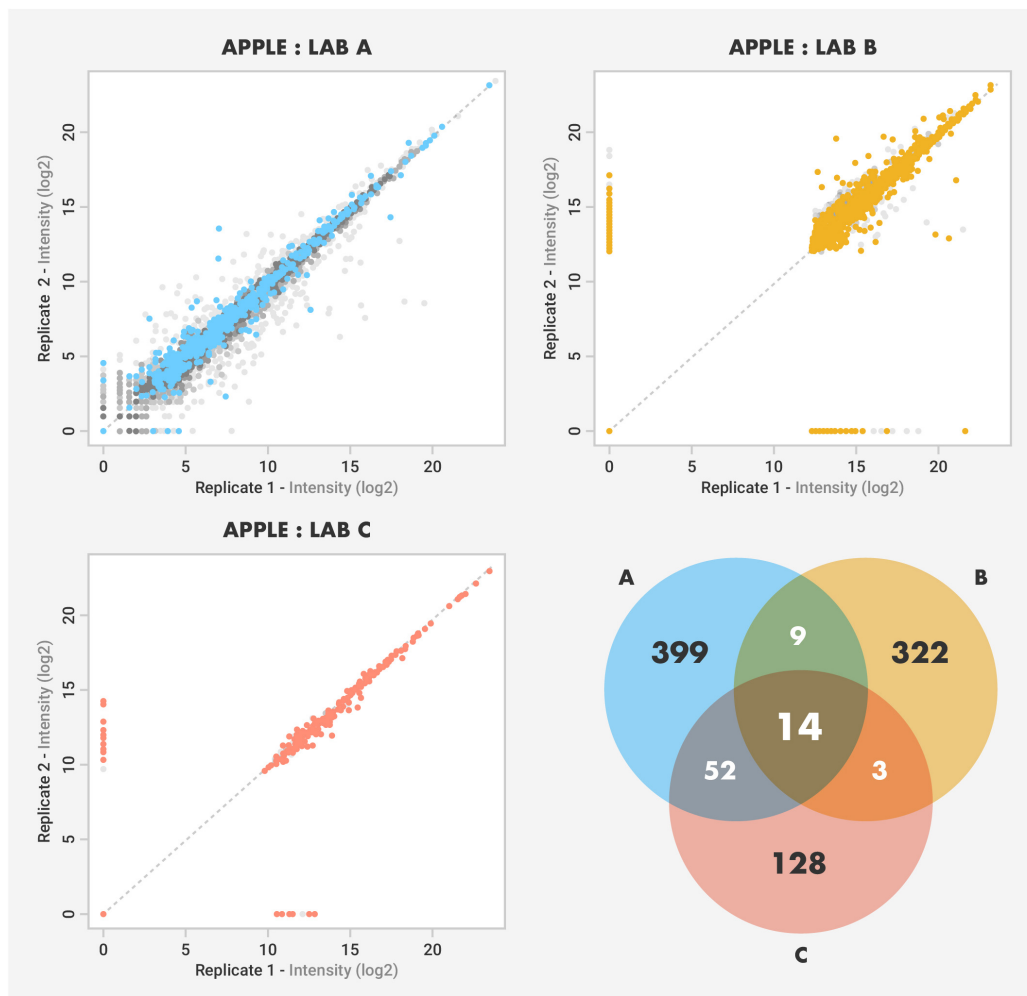 APPLE : LAB A
Replicate 2 - Intensity (log2)
20
15
10
5
0
0 5 10 15 20
Replicate 1 - Intensity (log2)
APPLE : LAB B
Replicate 2 - Intensity (log2)
20
15
10
5
0
0 5 10 15 20
Replicate 1 - Intensity (log2)
APPLE : LAB C
Replicate 2 - Intensity (log2)
20
15
10
5
0
0 5 10 15 20
Replicate 1 - Intensity (log2)
A B
9
399 322
14
52 3
128
C